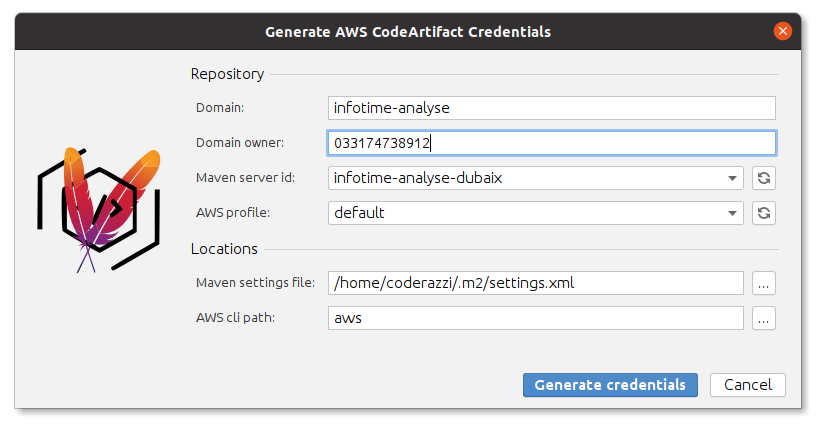 Generate AWS CodeArtifact Credentials
Repository
Domain: infotime-analyse
Domain owner: 033174738912
Maven server id: infotime-analyse-dubaix
AWS profile: default
Locations
Maven settings file: /home/coderazzi/.m2/settings.xml ...
AWS cli path: aws ...
Generate credentials Cancel